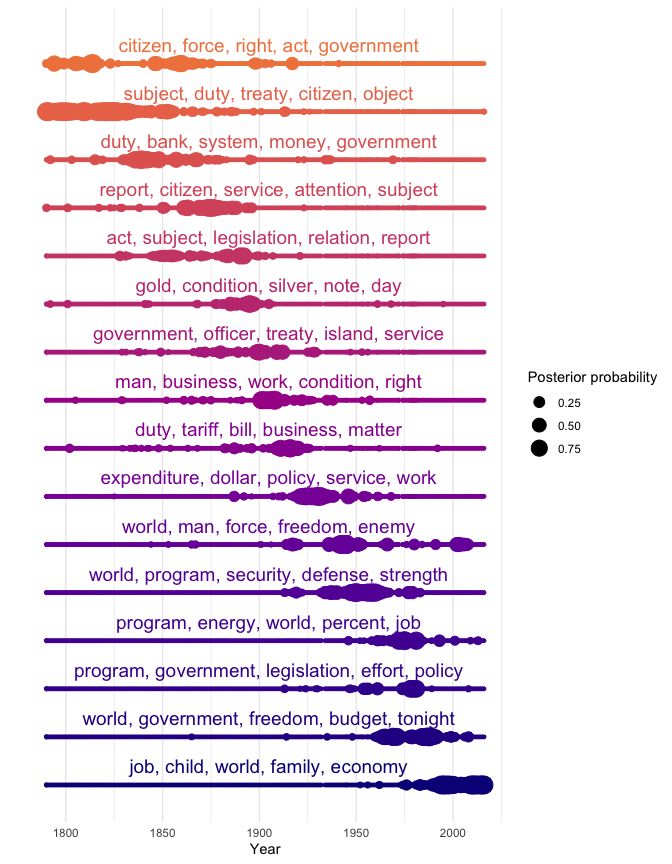 citizen, force, right, act, government
subject, duty, treaty, citizen, object
duty, bank, system, money, government
report, citizen, service, attention, subject
act, subject, legislation, relation, report
gold, condition, silver, note, day
government, officer, treaty, island, service
man, business, work, condition, right
duty, tariff, bill, business, matter
expenditure, dollar, policy, service, work
world, man, force, freedom, enemy
world, program, security, defense, strength
program, energy, world, percent, job
program, government, legislation, effort, policy
world, government, freedom, budget, tonight
job, child, world, family, economy
1800 1850 1900 1950 2000
Year
Posterior probability
0.25
0.50
0.75